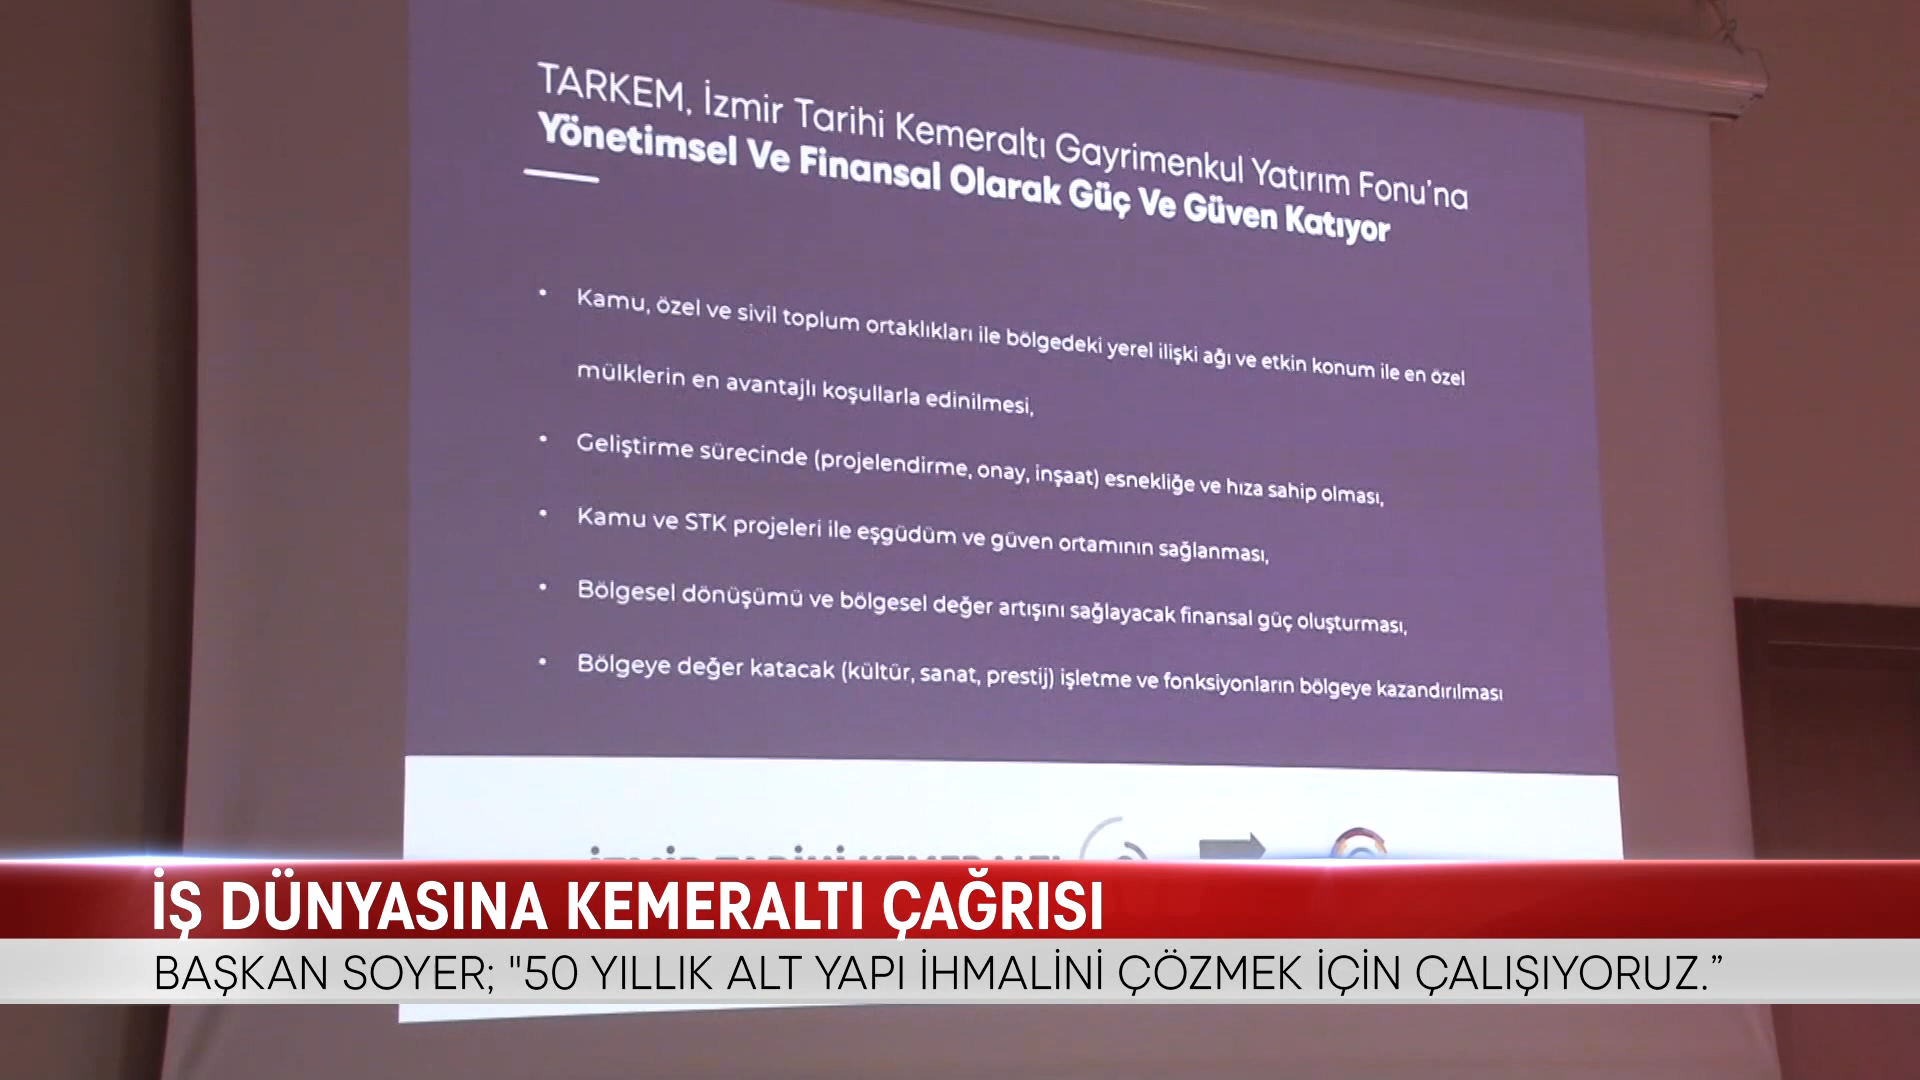 TARKEM, İzmir Tarihi Kemeraltı Gayrimenkul Yatırım Fonu'na
Yönetimsel Ve Finansal Olarak Güç Ve Güven Katıyor
• Kamu, özel ve sivil toplum ortaklıkları ile bölgedeki yerel ilişki ağı ve etkin konum ile en özel
mülklerin en avantajlı koşullarla edinilmesi,
• Geliştirme sürecinde (projelendirme, onay, inşaat) esnekliğe ve hıza sahip olması,
• Kamu ve STK projeleri ile eşgüdüm ve güven ortamının sağlanması,
• Bölgesel dönüşümü ve bölgesel değer artışını sağlayacak finansal güç oluşturması,
• Bölgeye değer katacak (kültür, sanat, prestij) işletme ve fonksiyonların bölgeye kazandırılması
İŞ DÜNYASINA KEMERALTI ÇAĞRISI
BAŞKAN SOYER; "50 YILLIK ALT YAPI İHMALİNİ ÇÖZMEK İÇİN ÇALIŞIYORUZ.”